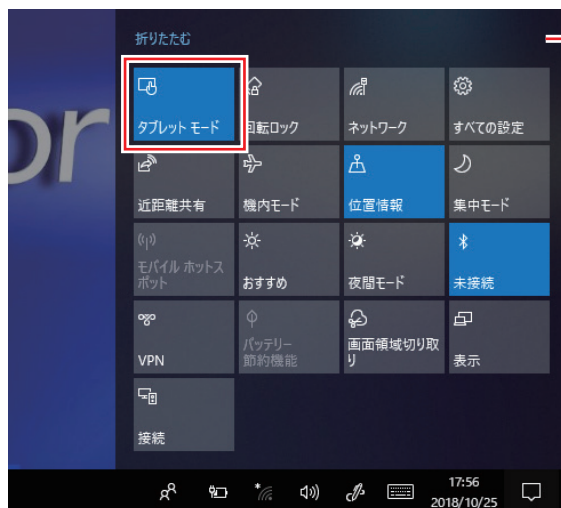 折りたたむ
or
タブレット モード
回転ロック
ネットワーク
すべての設定
近距離共有
機内モード
位置情報
集中モード
モバイル ホットス
ポット
おすすめ
夜間モード
未接続
VPN
バッテリー
節約機能
画面領域切り取
り
表示
接続
17:56
2018/10/25